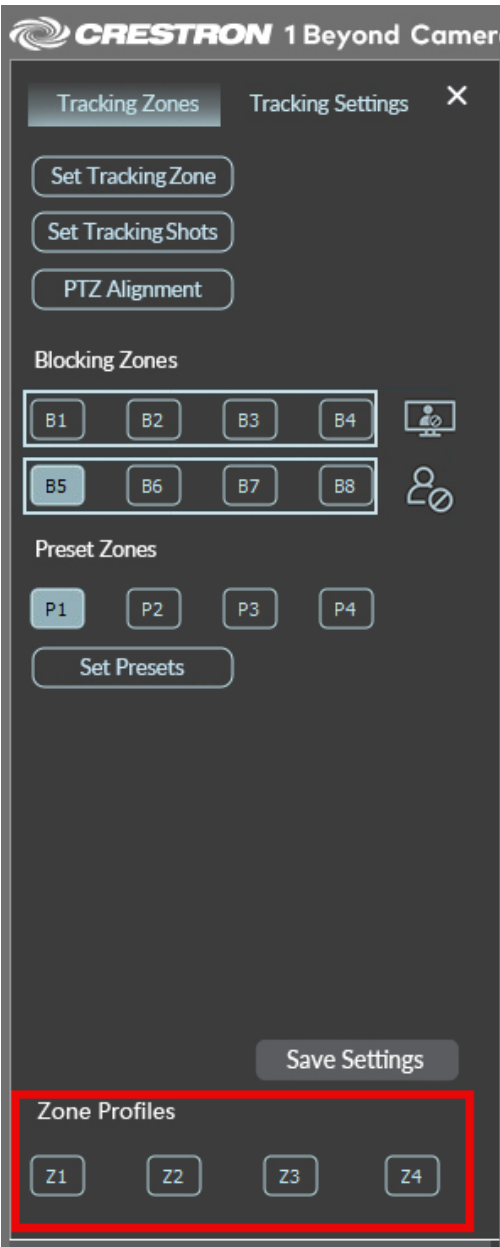 CRESTRON 1 Beyond Camer
Tracking Zones Tracking Settings ×
Set Tracking Zone
Set Tracking Shots
PTZ Alignment
Blocking Zones
B1 B2 B3 B4
B5 B6 B7 B8
Preset Zones
P1 P2 P3 P4
Set Presets
Save Settings
Zone Profiles
Z1 Z2 Z3 Z4